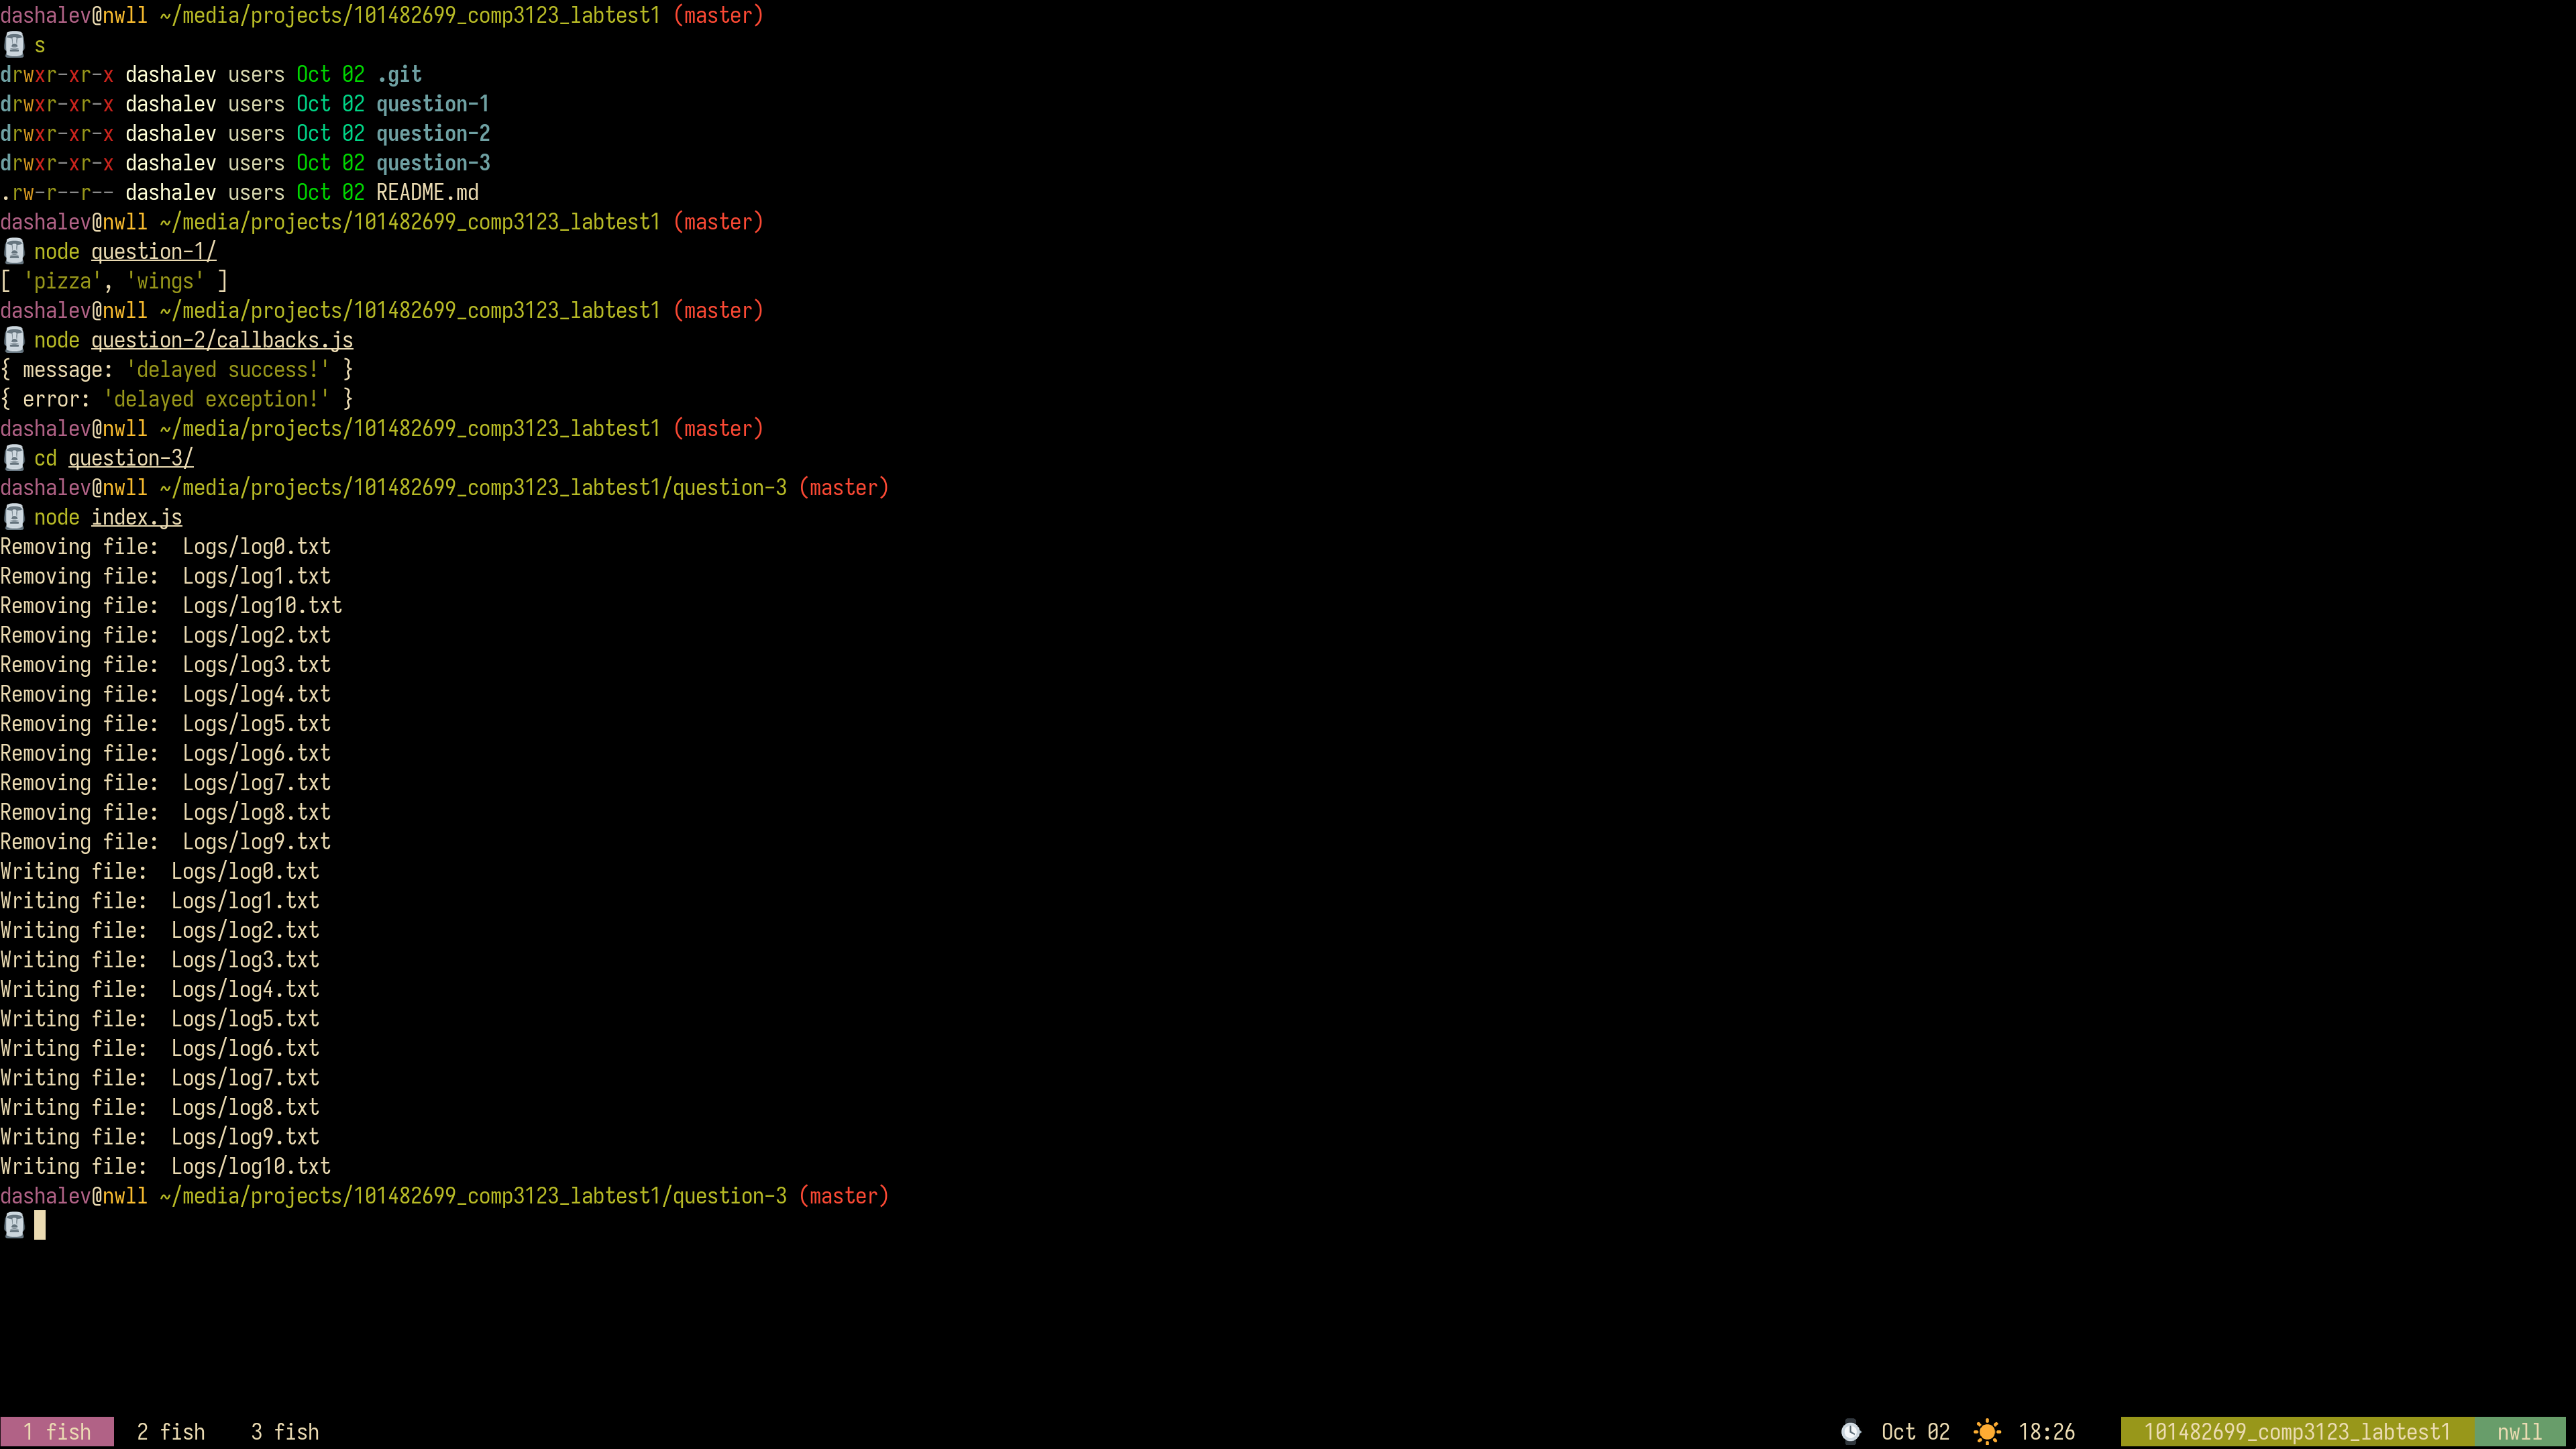 dashalev@nwll ~/media/projects/101482699_comp3123_labtest1 (master)
🗿 s
drwxr-xr-x dashalev users Oct 02 .git
drwxr-xr-x dashalev users Oct 02 question-1
drwxr-xr-x dashalev users Oct 02 question-2
drwxr-xr-x dashalev users Oct 02 question-3
.rw-r--r-- dashalev users Oct 02 README.md
dashalev@nwll ~/media/projects/101482699_comp3123_labtest1 (master)
🗿 node question-1/
[ 'pizza', 'wings' ]
dashalev@nwll ~/media/projects/101482699_comp3123_labtest1 (master)
🗿 node question-2/callbacks.js
{ message: 'delayed success!' }
{ error: 'delayed exception!' }
dashalev@nwll ~/media/projects/101482699_comp3123_labtest1 (master)
🗿 cd question-3/
dashalev@nwll ~/media/projects/101482699_comp3123_labtest1/question-3 (master)
🗿 node index.js
Removing file:  Logs/log0.txt
Removing file:  Logs/log1.txt
Removing file:  Logs/log10.txt
Removing file:  Logs/log2.txt
Removing file:  Logs/log3.txt
Removing file:  Logs/log4.txt
Removing file:  Logs/log5.txt
Removing file:  Logs/log6.txt
Removing file:  Logs/log7.txt
Removing file:  Logs/log8.txt
Removing file:  Logs/log9.txt
Writing file:  Logs/log0.txt
Writing file:  Logs/log1.txt
Writing file:  Logs/log2.txt
Writing file:  Logs/log3.txt
Writing file:  Logs/log4.txt
Writing file:  Logs/log5.txt
Writing file:  Logs/log6.txt
Writing file:  Logs/log7.txt
Writing file:  Logs/log8.txt
Writing file:  Logs/log9.txt
Writing file:  Logs/log10.txt
dashalev@nwll ~/media/projects/101482699_comp3123_labtest1/question-3 (master)
🗿
1 fish 2 fish 3 fish ⌚ Oct 02 ☀️ 18:26 101482699_comp3123_labtest1 nwll